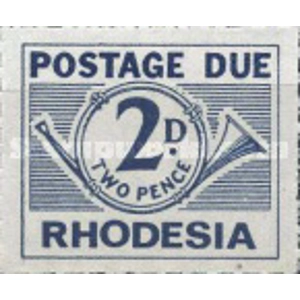 POSTAGE DUE
2D.
TWO PENCE
RHODESIA